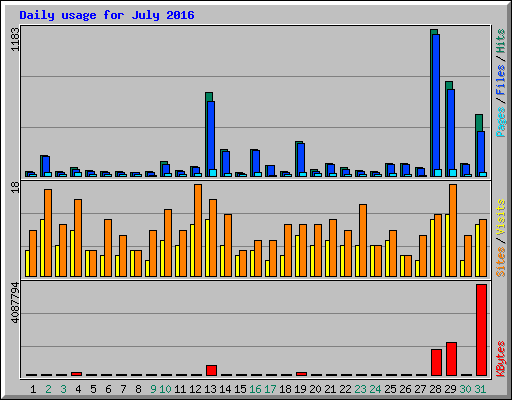 Daily usage for July 2016
1183
Pages / Files / Hits
18
Sites / Visits
4087794
KBytes
1 2 3 4 5 6 7 8 9 10 11 12 13 14 15 16 17 18 19 20 21 22 23 24 25 26 27 28 29 30 31